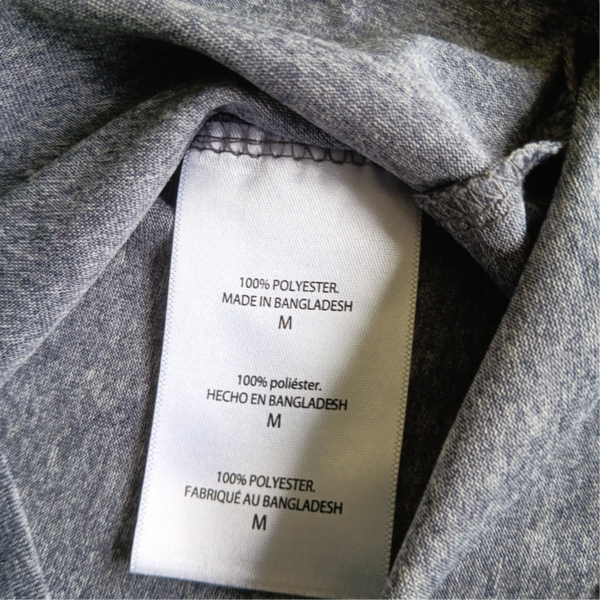 100% POLYESTER.
MADE IN BANGLADESH
M
100% poliéster.
HECHO EN BANGLADESH
M
100% POLYESTER.
FABRIQUÉ AU BANGLADESH
M